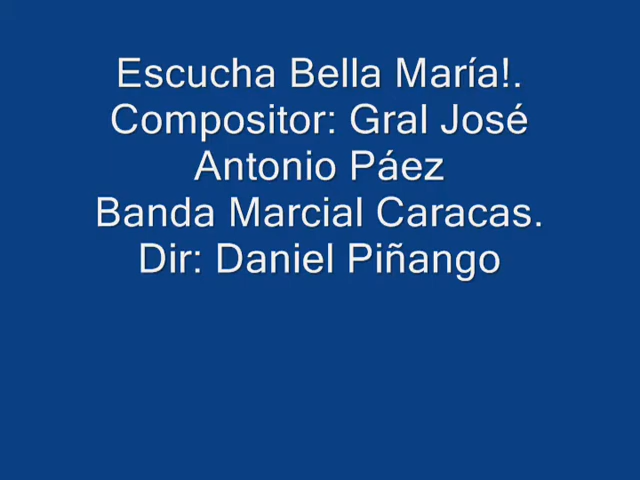 Escucha Bella María!.
Compositor: Gral José
Antonio Páez
Banda Marcial Caracas.
Dir: Daniel Piñango